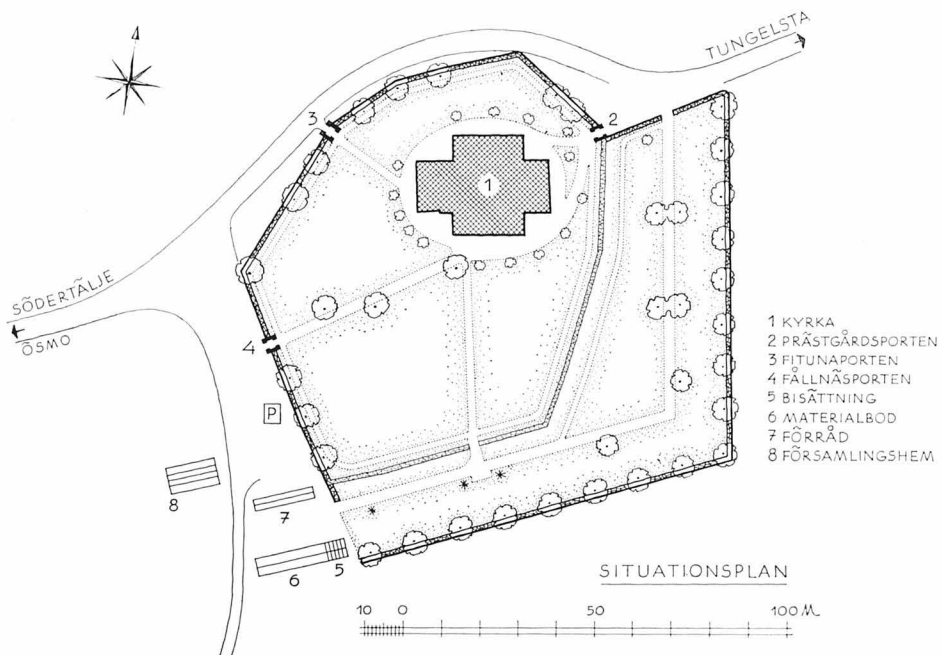 TUNGELSTA
3
2
1
SÖDERTÄLJE
ÖSMO
4
P
8
7
6
5
1 KYRKA
2 PRÄSTGÅRDSPORTEN
3 FITUNAPORTEN
4 FÅLLNÄSPORTEN
5 BISÄTTNING
6 MATERIALBOD
7 FÖRRÅD
8 FÖRSAMLINGSHEM
SITUATIONSPLAN
10 0 50 100 M